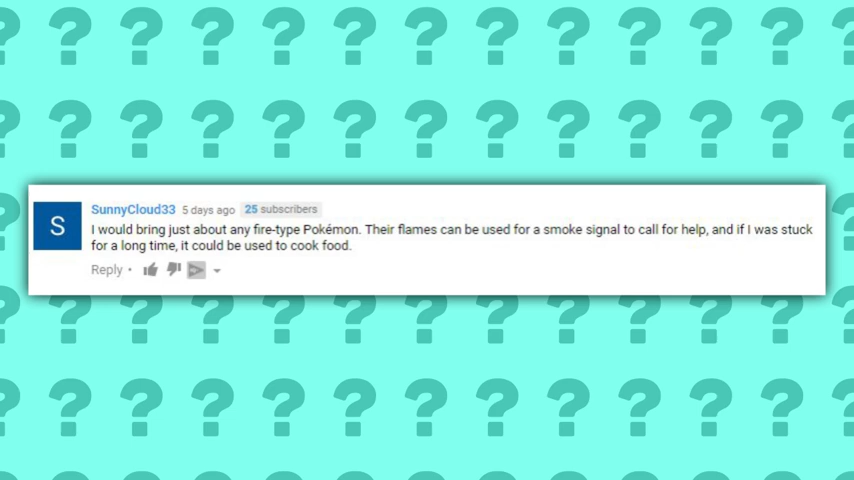 S
SunnyCloud33 5 days ago 25 subscribers
I would bring just about any fire-type Pokémon. Their flames can be used for a smoke signal to call for help, and if I was stuck
for a long time, it could be used to cook food.
Reply •